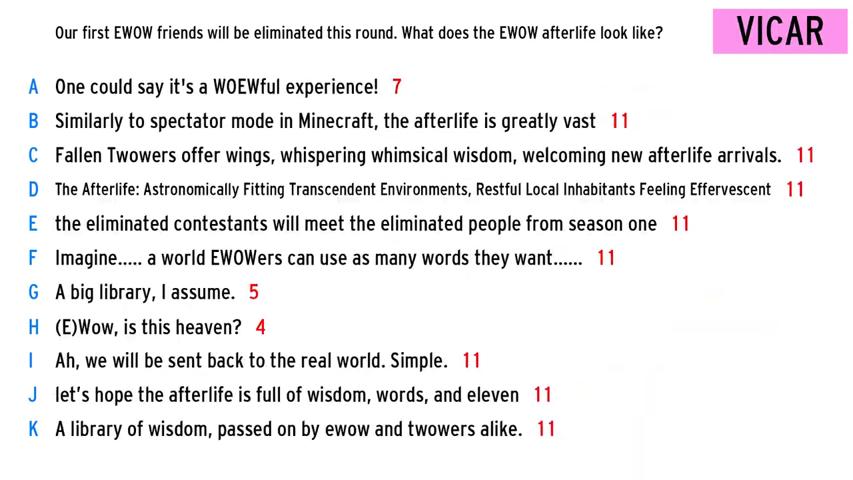 Our first EWOW friends will be eliminated this round. What does the EWOW afterlife look like?
VICAR
A One could say it's a WOEWful experience! 7
B Similarly to spectator mode in Minecraft, the afterlife is greatly vast 11
C Fallen Twowers offer wings, whispering whimsical wisdom, welcoming new afterlife arrivals. 11
D The Afterlife: Astronomically Fitting Transcendent Environments, Restful Local Inhabitants Feeling Effervescent 11
E the eliminated contestants will meet the eliminated people from season one 11
F Imagine..... a world EWOWers can use as many words they want...... 11
G A big library, I assume. 5
H (E)Wow, is this heaven? 4
I Ah, we will be sent back to the real world. Simple. 11
J let's hope the afterlife is full of wisdom, words, and eleven 11
K A library of wisdom, passed on by ewow and twowers alike. 11